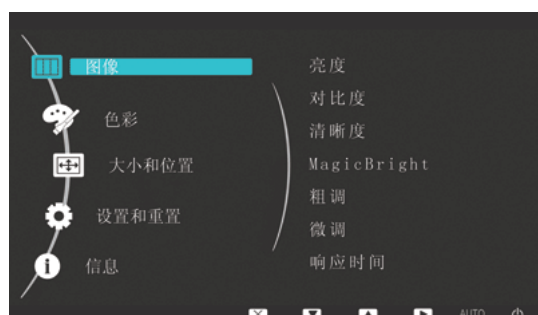 图像
色彩
大小和位置
设置和重置
信息
亮度
对比度
清晰度
MagicBright
粗调
微调
响应时间
AUTO